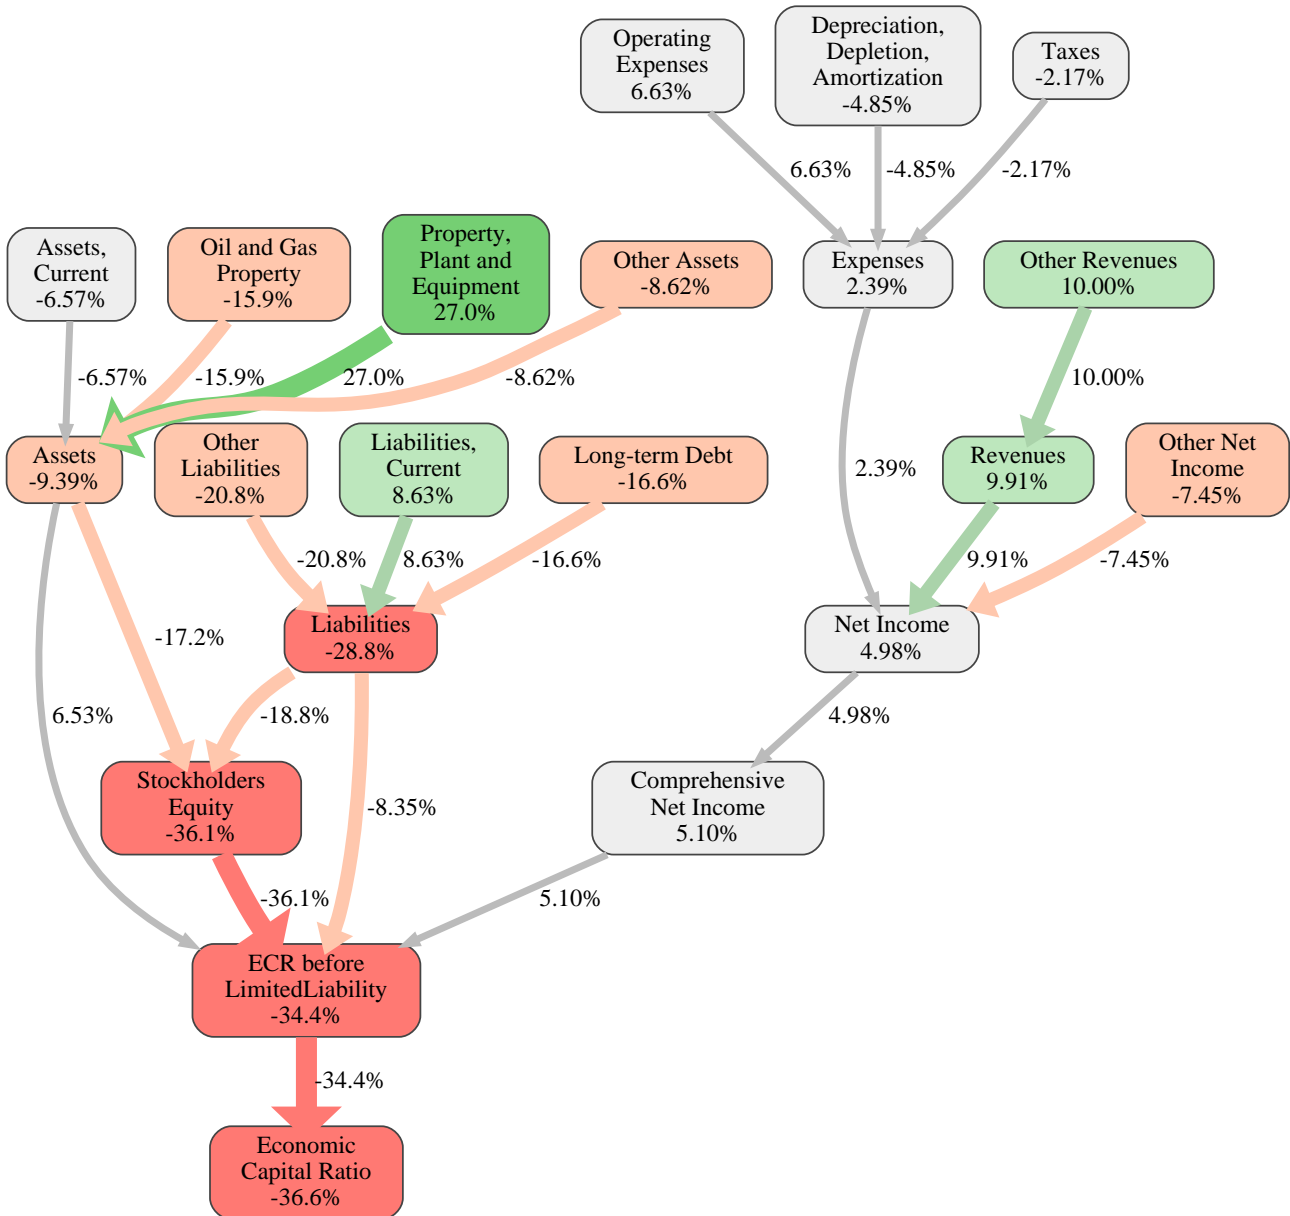 Operating
Expenses
6.63%
Depreciation,
Depletion,
Amortization
-4.85%
Taxes
-2.17%
6.63%
-4.85%
-2.17%
Assets,
Current
-6.57%
Oil and Gas
Property
-15.9%
Property,
Plant and
Equipment
27.0%
Other Assets
-8.62%
Expenses
2.39%
Other Revenues
10.00%
-6.57%
-15.9%
27.0%
-8.62%
10.00%
Assets
-9.39%
Other
Liabilities
-20.8%
Liabilities,
Current
8.63%
Long-term Debt
-16.6%
2.39%
Revenues
9.91%
Other Net
Income
-7.45%
-20.8%
8.63%
-16.6%
9.91%
-7.45%
-17.2%
Liabilities
-28.8%
Net Income
4.98%
6.53%
-18.8%
4.98%
Stockholders
Equity
-36.1%
-8.35%
Comprehensive
Net Income
5.10%
-36.1%
5.10%
ECR before
LimitedLiability
-34.4%
-34.4%
Economic
Capital Ratio
-36.6%